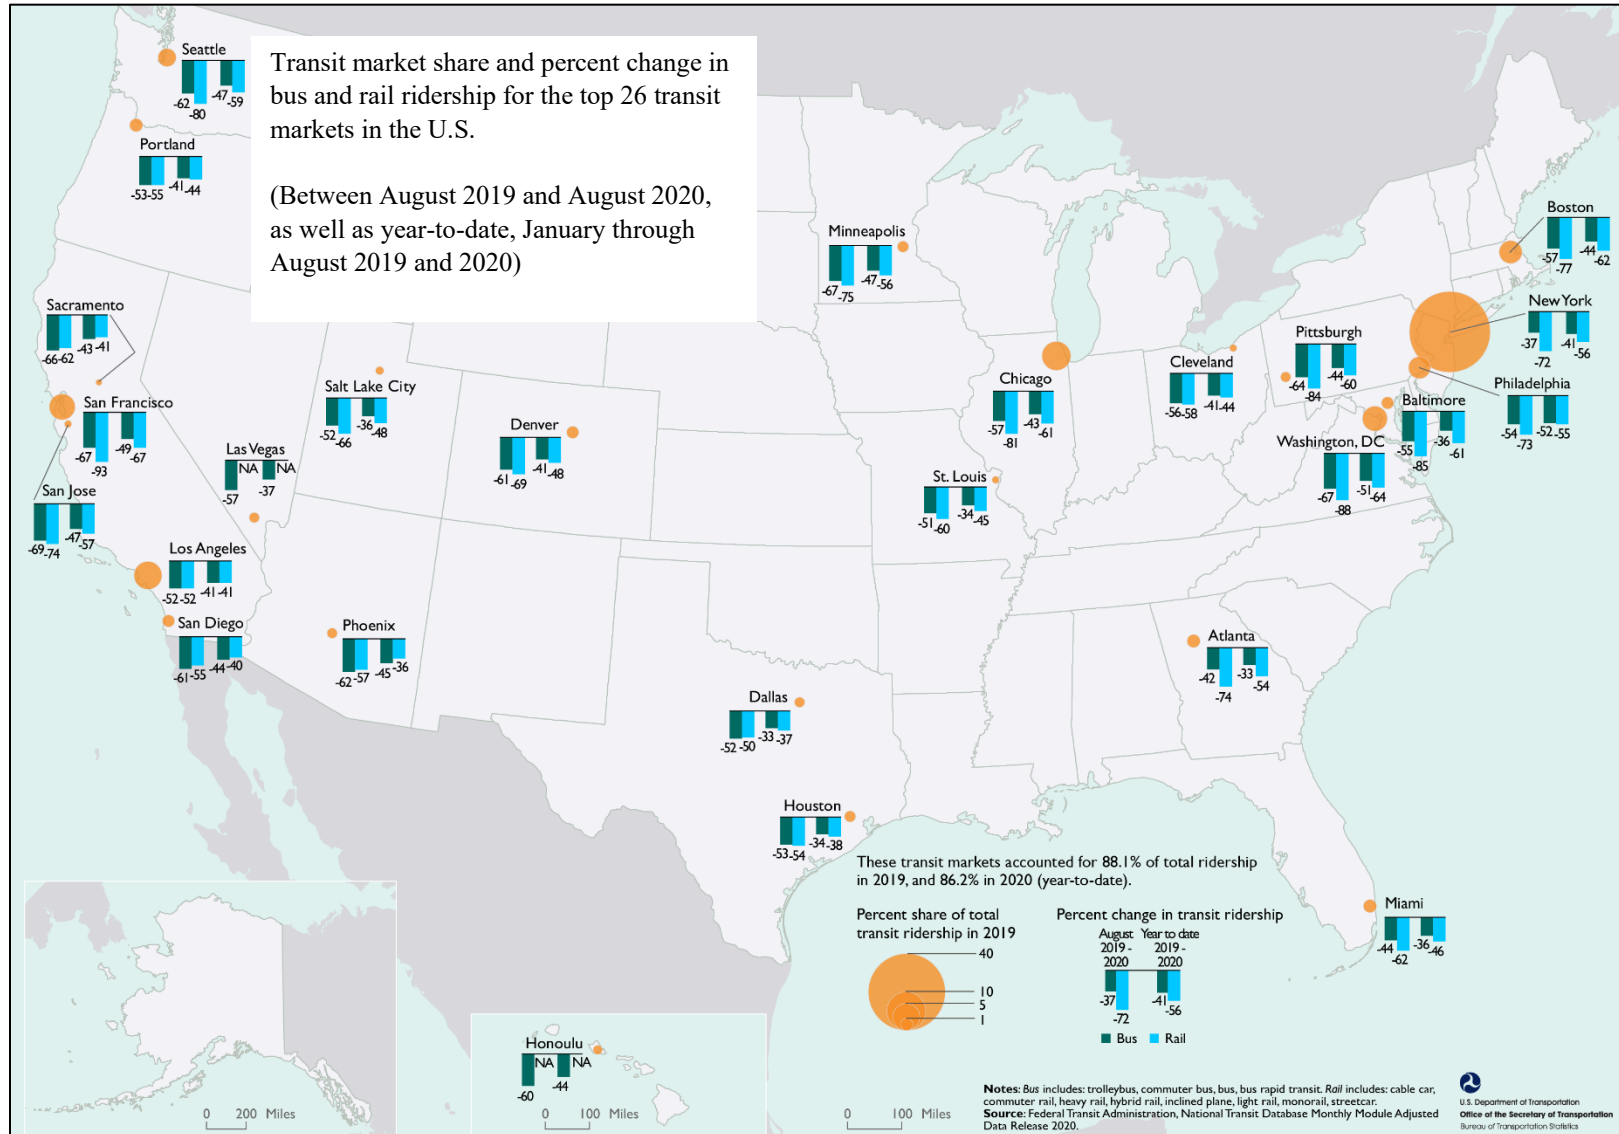 Transit market share and percent change in
bus and rail ridership for the top 26 transit
markets in the U.S.
(Between August 2019 and August 2020,
as well as year-to-date, January through
August 2019 and 2020)
Seattle
-62 -80 -47 -59
Portland
-53 -55 -41 -44
Sacramento
-66 -62 -43 -41
San Francisco
-67 -93 -49 -67
San Jose
-69 -74 -47 -57
Las Vegas
NA NA
-57 -37
Los Angeles
-52 -52 -41 -41
San Diego
-61 -55 -44 -40
Salt Lake City
-52 -66 -36 -48
Denver
-61 -69 -41 -48
Phoenix
-62 -57 -45 -36
Dallas
-52 -50 -33 -37
Houston
-53 -54 -34 -38
Minneapolis
-67 -75 -47 -56
Chicago
-57 -81 -43 -61
St. Louis
-51 -60 -34 -45
Cleveland
-56 -58 -41 -44
Pittsburgh
-64 -84 -44 -60
Boston
-57 -77 -44 -62
New York
-37 -72 -41 -56
Philadelphia
-54 -73 -52 -55
Baltimore
-55 -85 -36 -61
Washington, DC
-67 -88 -51 -64
Atlanta
-42 -74 -33 -54
Miami
-44 -62 -36 -46
Honoulu
NA NA
-60 -44
These transit markets accounted for 88.1% of total ridership
in 2019, and 86.2% in 2020 (year-to-date).
Percent share of total
transit ridership in 2019
40
10
5
1
Percent change in transit ridership
August 2019 - 2020
Year to date 2019 - 2020
-37 -72 -41 -56
Bus Rail
0 200 Miles
0 100 Miles
0 100 Miles
Notes: Bus includes: trolleybus, commuter bus, bus, bus rapid transit. Rail includes: cable car,
commuter rail, heavy rail, hybrid rail, inclined plane, light rail, monorail, streetcar.
Source: Federal Transit Administration, National Transit Database Monthly Module Adjusted
Data Release 2020.
U.S. Department of Transportation
Office of the Secretary of Transportation
Bureau of Transportation Statistics